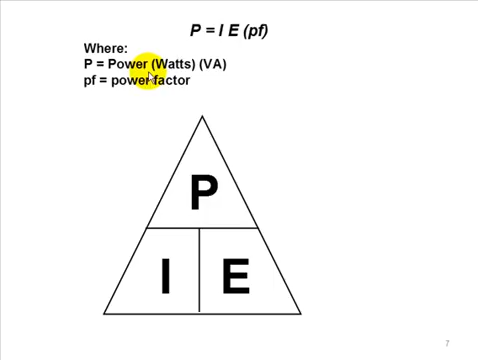 P = I E (pf)
Where:
P = Power (Watts) (VA)
pf = power factor
P
I E
7